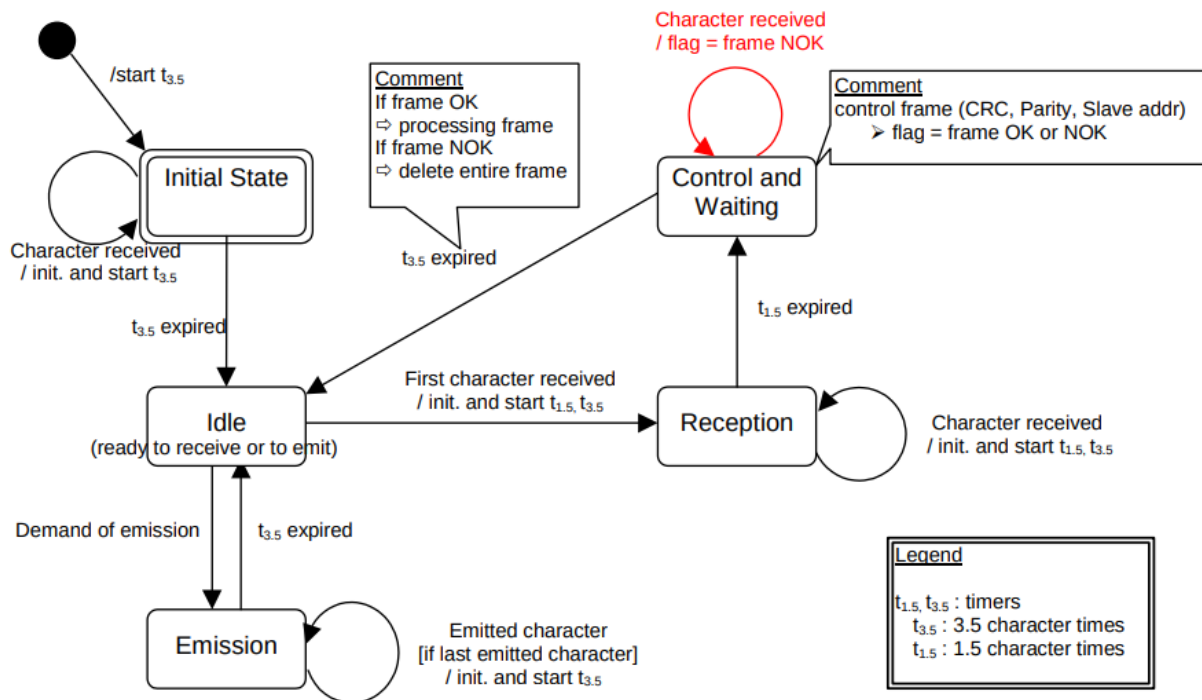 Character received
/ flag = frame NOK
/start t3.5
Comment
If frame OK
⇨ processing frame
If frame NOK
⇨ delete entire frame
Comment
control frame (CRC, Parity, Slave addr)
➢ flag = frame OK or NOK
Initial State
Control and
Waiting
Character received
/ init. and start t3.5
t3.5 expired
t3.5 expired
t1.5 expired
First character received
/ init. and start t1.5, t3.5
Idle
(ready to receive or to emit)
Reception
Character received
/ init. and start t1.5, t3.5
Demand of emission
t3.5 expired
Legend
t1.5, t3.5 : timers
t3.5 : 3.5 character times
t1.5 : 1.5 character times
Emission
Emitted character
[if last emitted character]
/ init. and start t3.5